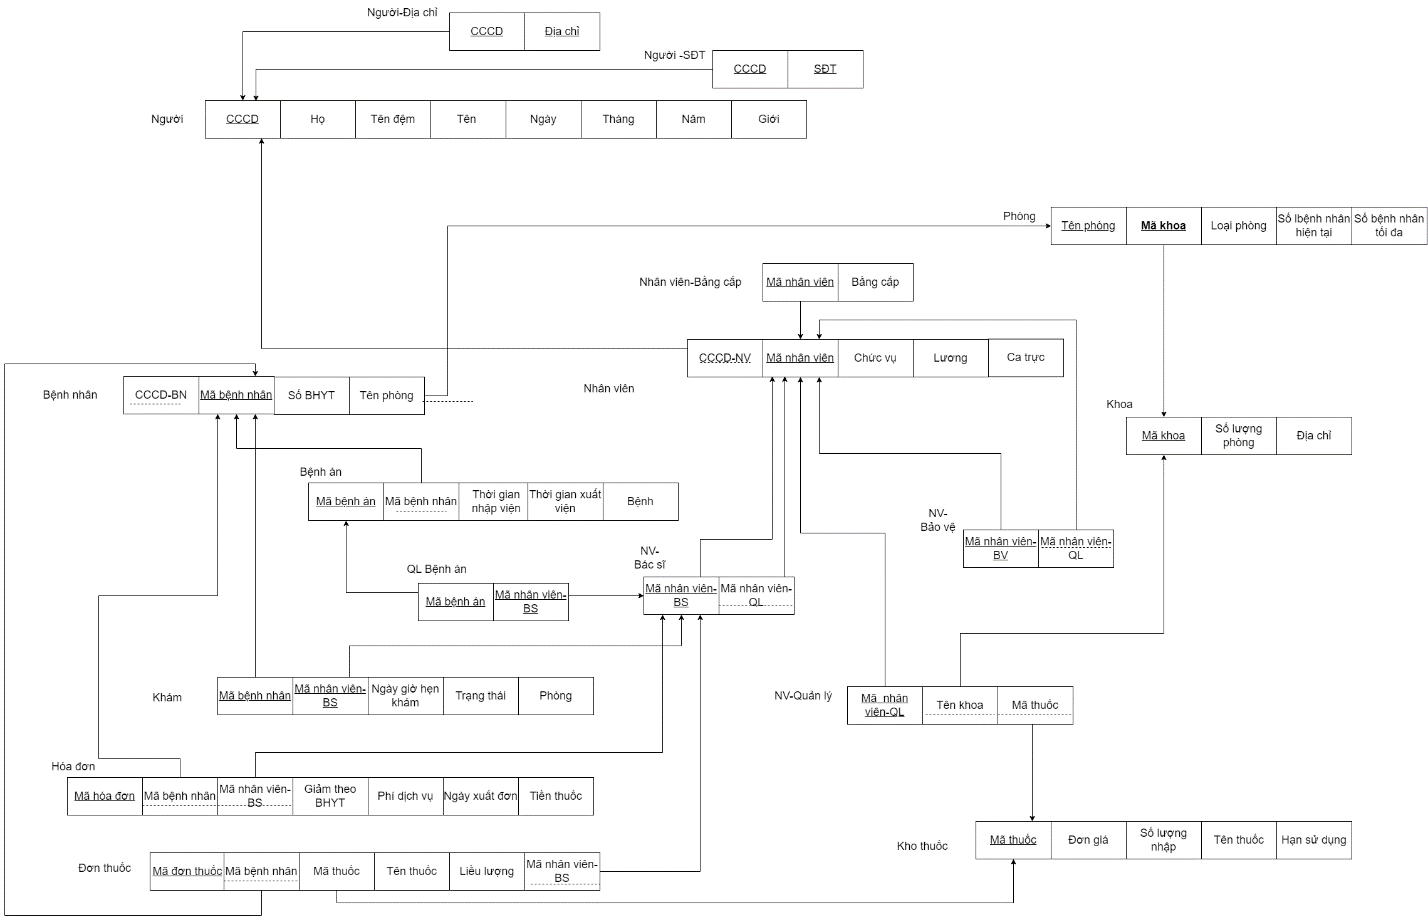 Người-Địa chỉ
CCCD
Địa chỉ
Người -SĐT
CCCD
SĐT
Người
CCCD
Họ
Tên đệm
Tên
Ngày
Tháng
Năm
Giới
Phòng
Tên phòng
Mã khoa
Loại phòng
Số lbệnh nhân
hiện tại
Số bệnh nhân
tối đa
Nhân viên-Bằng cấp
Mã nhân viên
Bằng cấp
CCCD-NV
Mã nhân viên
Chức vụ
Lương
Ca trực
Nhân viên
Bệnh nhân
CCCD-BN
Mã bệnh nhân
Số BHYT
Tên phòng
Khoa
Mã khoa
Số lượng
phòng
Địa chỉ
Bệnh án
Mã bệnh án
Mã bệnh nhân
Thời gian
nhập viện
Thời gian xuất
viện
Bệnh
NV-
Bảo vệ
Mã nhân viên-
BV
Mã nhân viên-
QL
QL Bệnh án
Mã bệnh án
Mã nhân viên-
BS
NV-
Bác sĩ
Mã nhân viên-
BS
Mã nhân viên-
QL
Khám
Mã bệnh nhân
Mã nhân viên-
BS
Ngày giờ hẹn
khám
Trạng thái
Phòng
NV-Quản lý
Mã nhân
viên-QL
Tên khoa
Mã thuốc
Hóa đơn
Mã hóa đơn
Mã bệnh nhân
Mã nhân viên-
BS
Giảm theo
BHYT
Phí dịch vụ
Ngày xuất đơn
Tiền thuốc
Kho thuốc
Mã thuốc
Đơn giá
Số lượng
nhập
Tên thuốc
Hạn sử dụng
Đơn thuốc
Mã đơn thuốc
Mã bệnh nhân
Mã thuốc
Tên thuốc
Liều lượng
Mã nhân viên-
BS